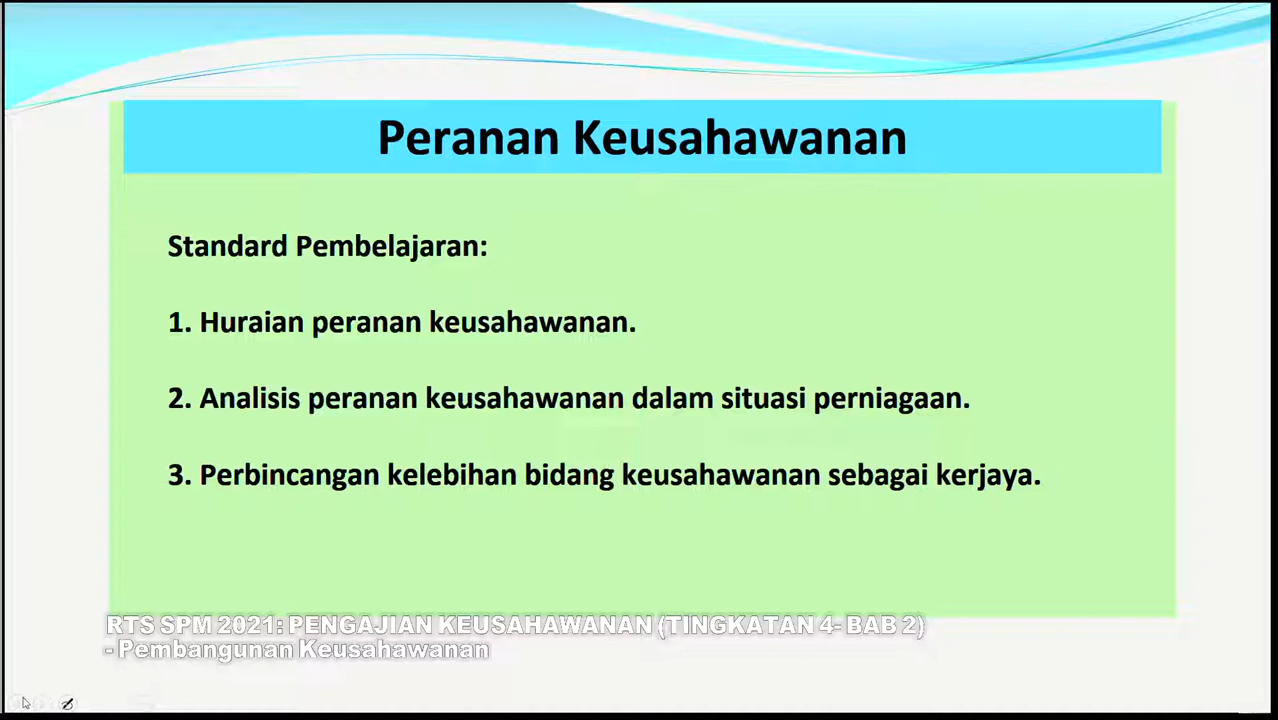 Peranan Keusahawanan
Standard Pembelajaran:
1. Huraian peranan keusahawanan.
2. Analisis peranan keusahawanan dalam situasi perniagaan.
3. Perbincangan kelebihan bidang keusahawanan sebagai kerjaya.
RTS SPM 2021: PENGAJIAN KEUSAHAWANAN (TINGKATAN 4- BAB 2)
- Pembangunan Keusahawanan